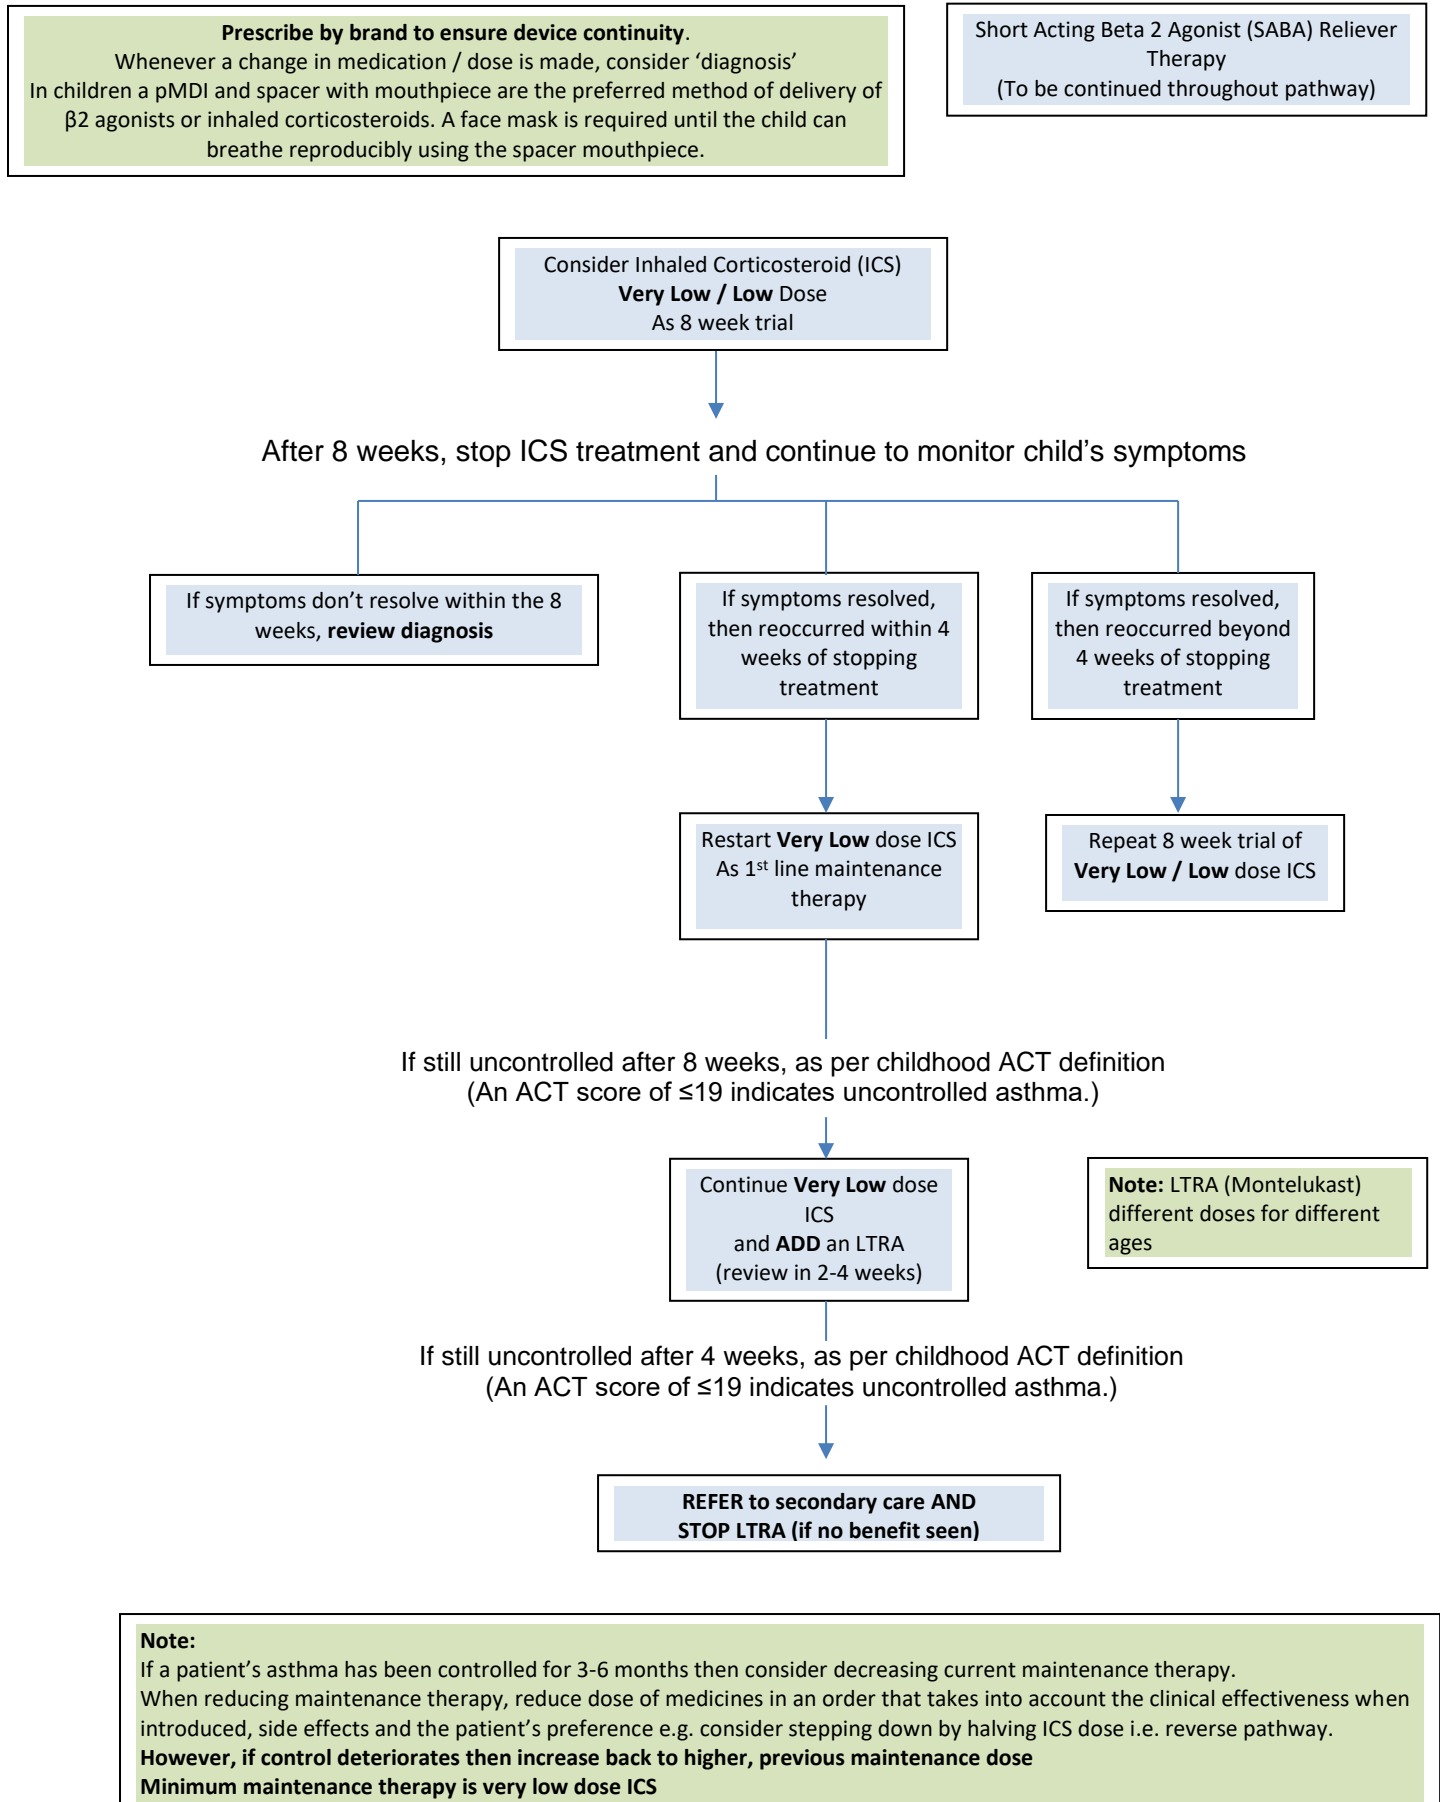 Prescribe by brand to ensure device continuity.
Whenever a change in medication / dose is made, consider ‘diagnosis’
In children a pMDI and spacer with mouthpiece are the preferred method of delivery of
β2 agonists or inhaled corticosteroids. A face mask is required until the child can
breathe reproducibly using the spacer mouthpiece.
Short Acting Beta 2 Agonist (SABA) Reliever
Therapy
(To be continued throughout pathway)
Consider Inhaled Corticosteroid (ICS)
Very Low / Low Dose
As 8 week trial
After 8 weeks, stop ICS treatment and continue to monitor child’s symptoms
If symptoms don’t resolve within the 8
weeks, review diagnosis
If symptoms resolved,
then reoccurred within 4
weeks of stopping
treatment
If symptoms resolved,
then reoccurred beyond
4 weeks of stopping
treatment
Restart Very Low dose ICS
As 1st line maintenance
therapy
Repeat 8 week trial of
Very Low / Low dose ICS
If still uncontrolled after 8 weeks, as per childhood ACT definition
(An ACT score of ≤19 indicates uncontrolled asthma.)
Continue Very Low dose
ICS
and ADD an LTRA
(review in 2-4 weeks)
Note: LTRA (Montelukast)
different doses for different
ages
If still uncontrolled after 4 weeks, as per childhood ACT definition
(An ACT score of ≤19 indicates uncontrolled asthma.)
REFER to secondary care AND
STOP LTRA (if no benefit seen)
Note:
If a patient’s asthma has been controlled for 3-6 months then consider decreasing current maintenance therapy.
When reducing maintenance therapy, reduce dose of medicines in an order that takes into account the clinical effectiveness when
introduced, side effects and the patient’s preference e.g. consider stepping down by halving ICS dose i.e. reverse pathway.
However, if control deteriorates then increase back to higher, previous maintenance dose
Minimum maintenance therapy is very low dose ICS